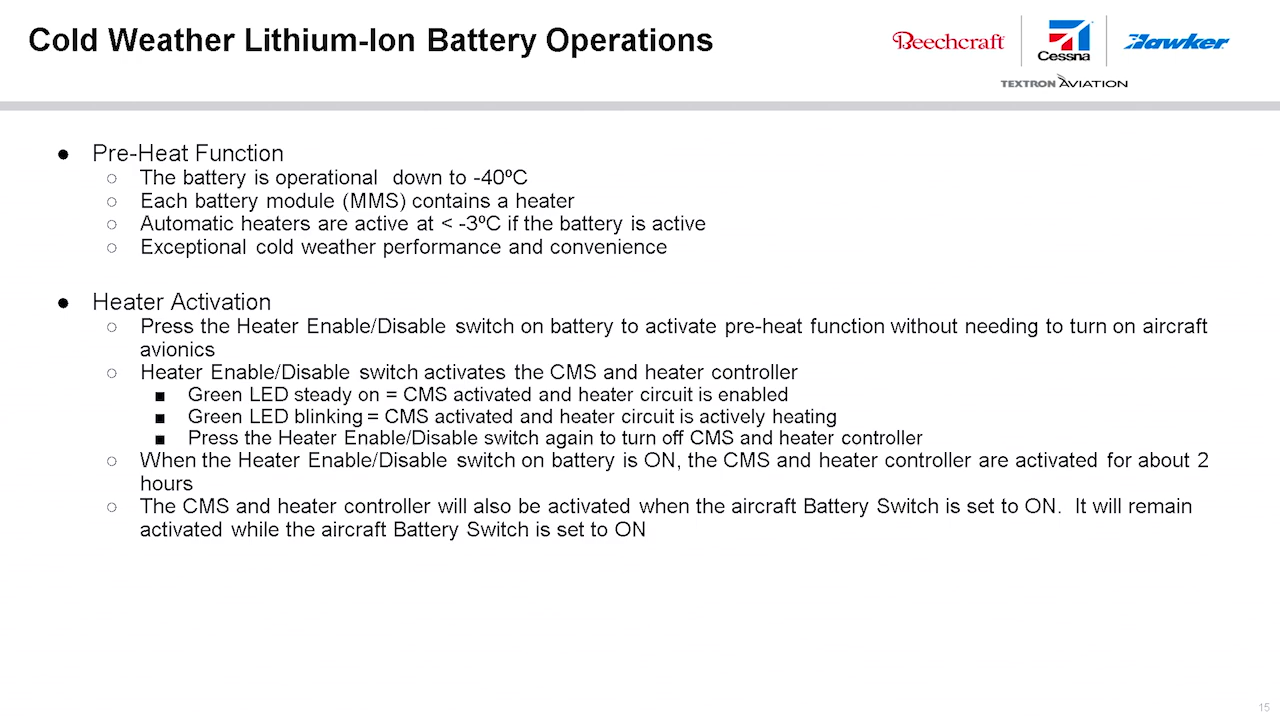 Cold Weather Lithium-Ion Battery Operations
Beechcraft
Cessna
Hawker
TEXTRON AVIATION
● Pre-Heat Function
○ The battery is operational down to -40ºC
○ Each battery module (MMS) contains a heater
○ Automatic heaters are active at < -3ºC if the battery is active
○ Exceptional cold weather performance and convenience
● Heater Activation
○ Press the Heater Enable/Disable switch on battery to activate pre-heat function without needing to turn on aircraft
avionics
○ Heater Enable/Disable switch activates the CMS and heater controller
■ Green LED steady on = CMS activated and heater circuit is enabled
■ Green LED blinking = CMS activated and heater circuit is actively heating
■ Press the Heater Enable/Disable switch again to turn off CMS and heater controller
○ When the Heater Enable/Disable switch on battery is ON, the CMS and heater controller are activated for about 2
hours
○ The CMS and heater controller will also be activated when the aircraft Battery Switch is set to ON. It will remain
activated while the aircraft Battery Switch is set to ON
15